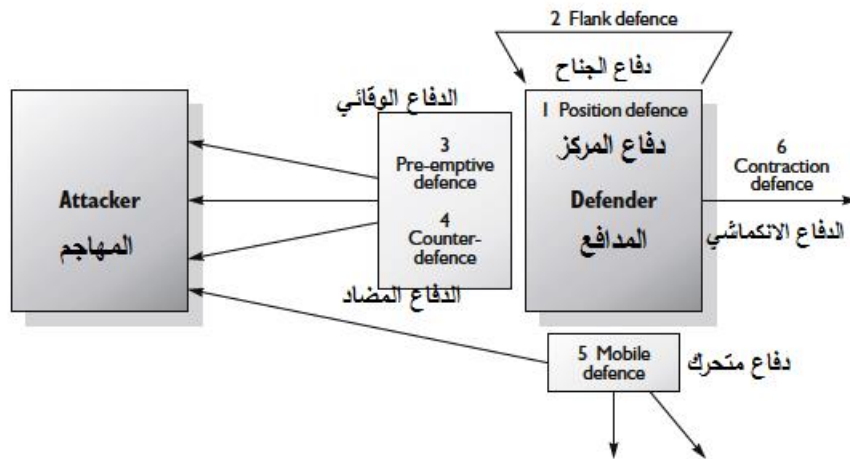 2 Flank defence
دفاع الجناح
الدفاع الوقائي
1 Position defence
دفاع المركز
3
Pre-emptive
defence
6
Contraction
defence
Attacker
المهاجم
4
Counter-
defence
Defender
المدافع
الدفاع الانكماشي
الدفاع المضاد
5 Mobile
defence
دفاع متحرك